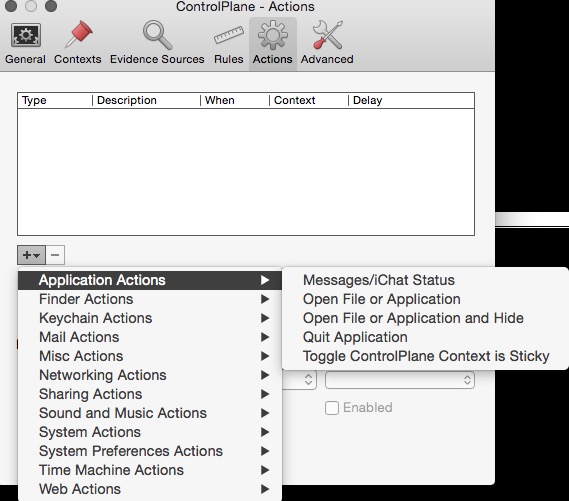 ControlPlane - Actions
General Contexts Evidence Sources Rules Actions Advanced
Type Description When Context Delay
+ −
Application Actions
Finder Actions
Keychain Actions
Mail Actions
Misc Actions
Networking Actions
Sharing Actions
Sound and Music Actions
System Actions
System Preferences Actions
Time Machine Actions
Web Actions
Messages/iChat Status
Open File or Application
Open File or Application and Hide
Quit Application
Toggle ControlPlane Context is Sticky
Enabled